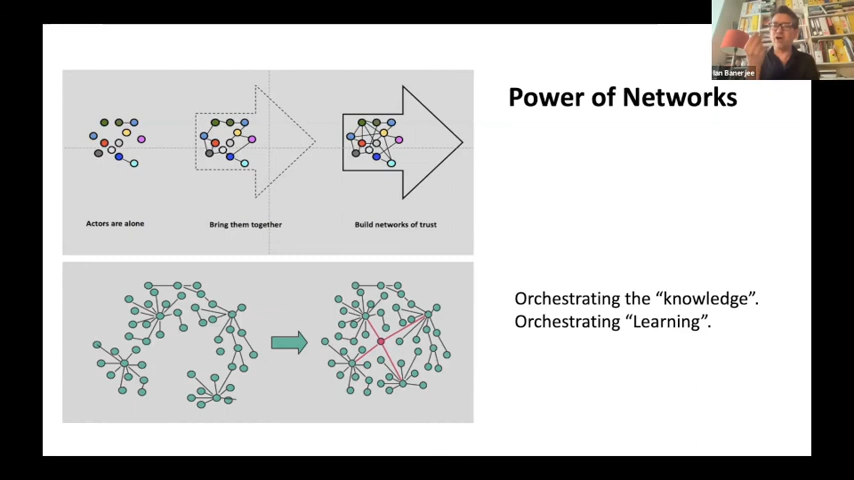 Power of Networks
Actors are alone
Bring them together
Build networks of trust
Orchestrating the “knowledge”.
Orchestrating “Learning”.
Banerjee